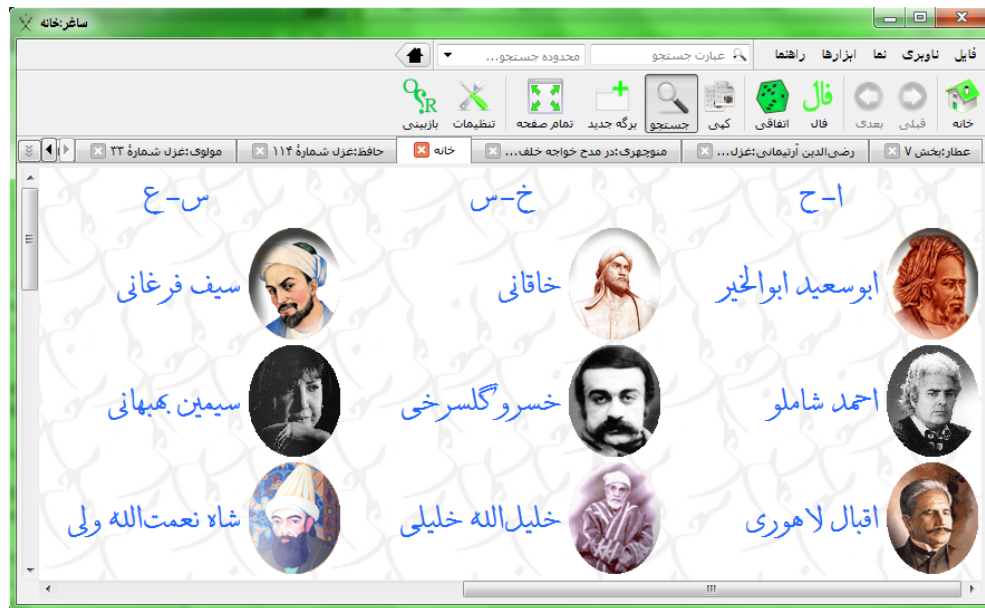 ساغر:خانه
فایل ناوبری نما ابزارها راهنما عبارت جستجو محدوده جستجو...
خانه قبلی بعدی فال اتفاقی کپی جستجو برگه جدید تمام صفحه تنظیمات بازبینی
فال
OCR
عطار:بخش ۷ رضی‌الدین آرتیمانی:غزل... منوچهری:در مدح خواجه خلف... خانه حافظ:غزل شمارهٔ ۱۱۴ مولوی:غزل شمارهٔ ۳۳
ا-ح خ-س س-ع
ابوسعید ابوالخیر خاقانی سیف فرغانی
احمد شاملو خسرو گلسرخی سیمین بهبهانی
اقبال لاهوری خلیل‌الله خلیلی شاه نعمت‌الله ولی